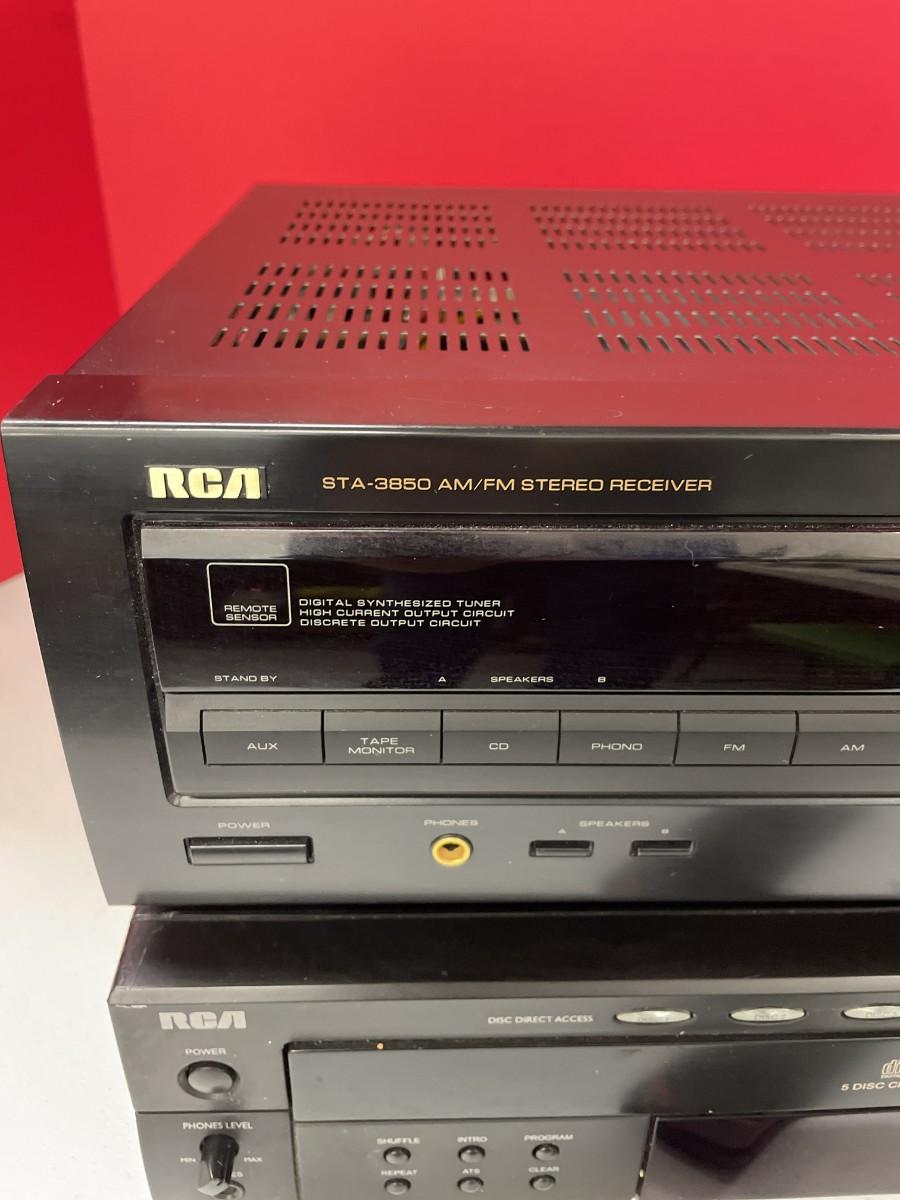 RCA
STA-3850 AM/FM STEREO RECEIVER
REMOTE
SENSOR
DIGITAL SYNTHESIZED TUNER
HIGH CURRENT OUTPUT CIRCUIT
DISCRETE OUTPUT CIRCUIT
STAND BY
A SPEAKERS B
AUX
TAPE
MONITOR
CD
PHONO
FM
AM
POWER
PHONES
A SPEAKERS B
RCA
DISC DIRECT ACCESS
POWER
5 DISC
PHONES LEVEL
MIN MAX
SHUFFLE INTRO PROGRAM
REPEAT ATS CLEAR